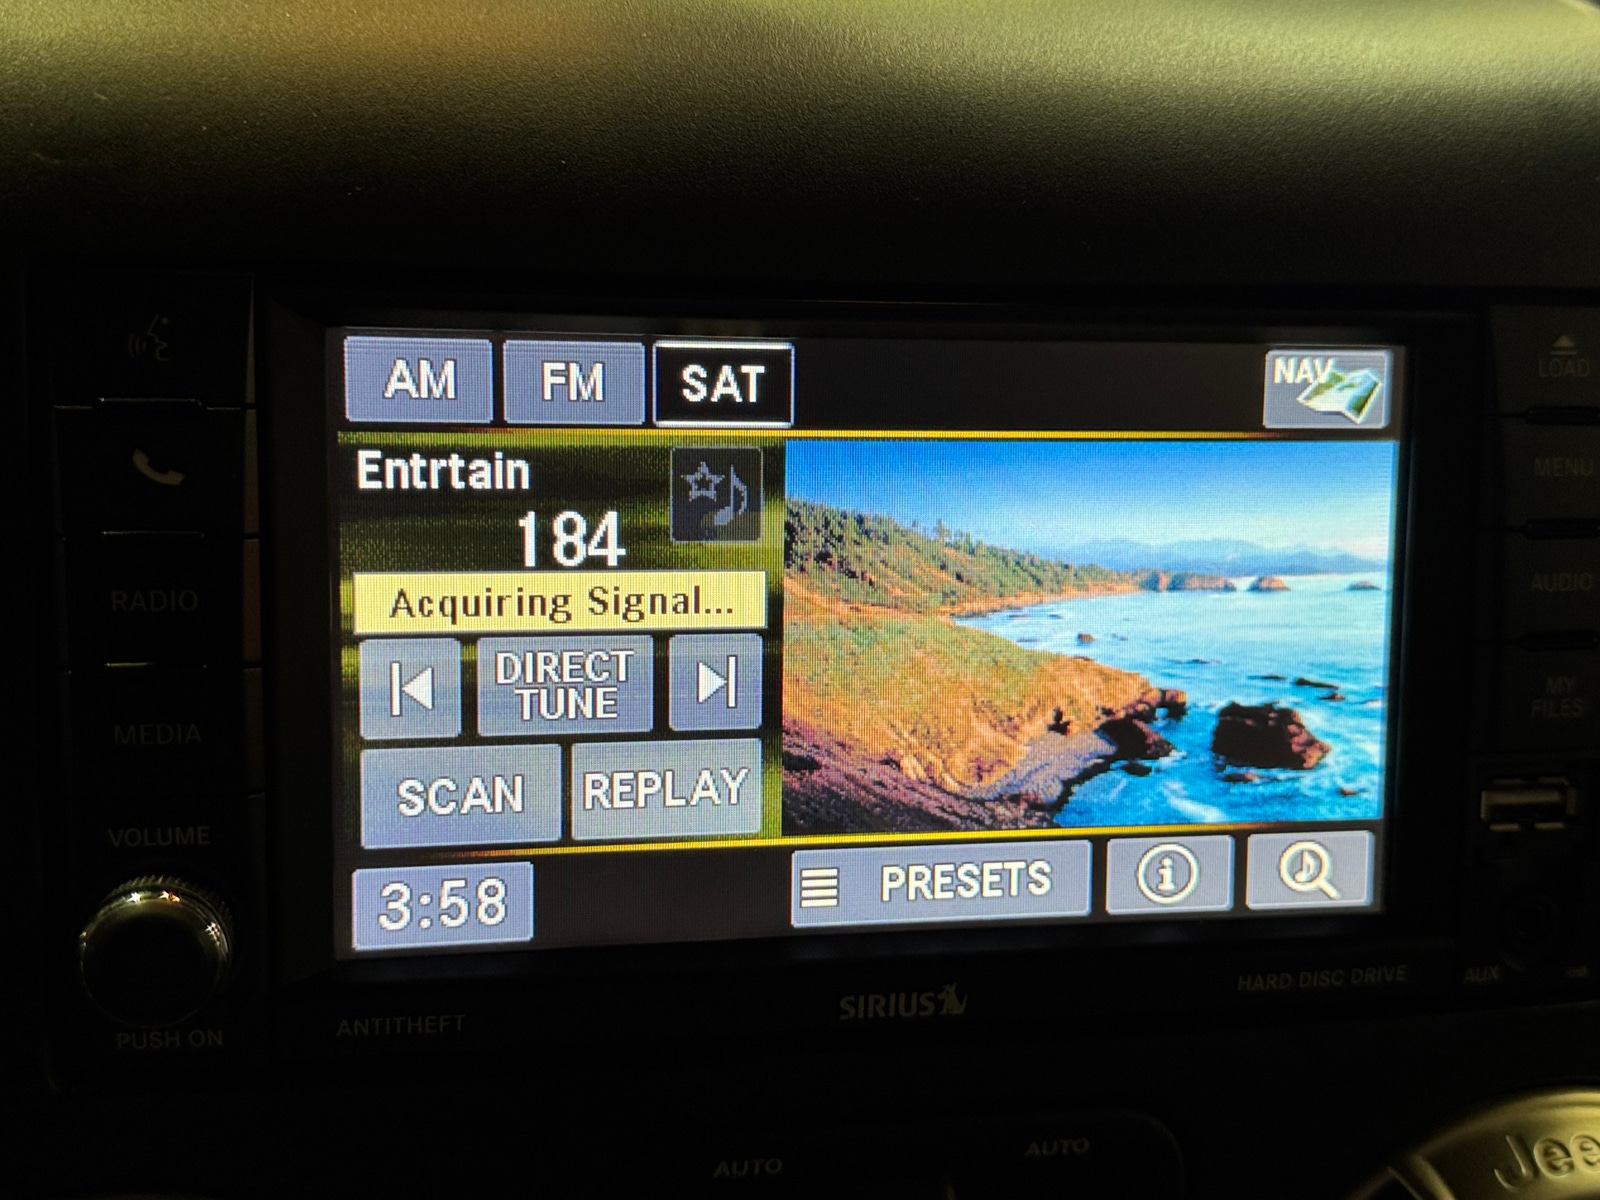 AM FM SAT NAV
Entrtain
184
Acquiring Signal...
DIRECT
TUNE
SCAN REPLAY
3:58 PRESETS
RADIO
MEDIA
VOLUME
PUSH ON
ANTITHEFT
SIRIUS
HARD DISC DRIVE
LOAD
MENU
AUDIO
MY
FILES
AUX
AUTO
AUTO
Jee